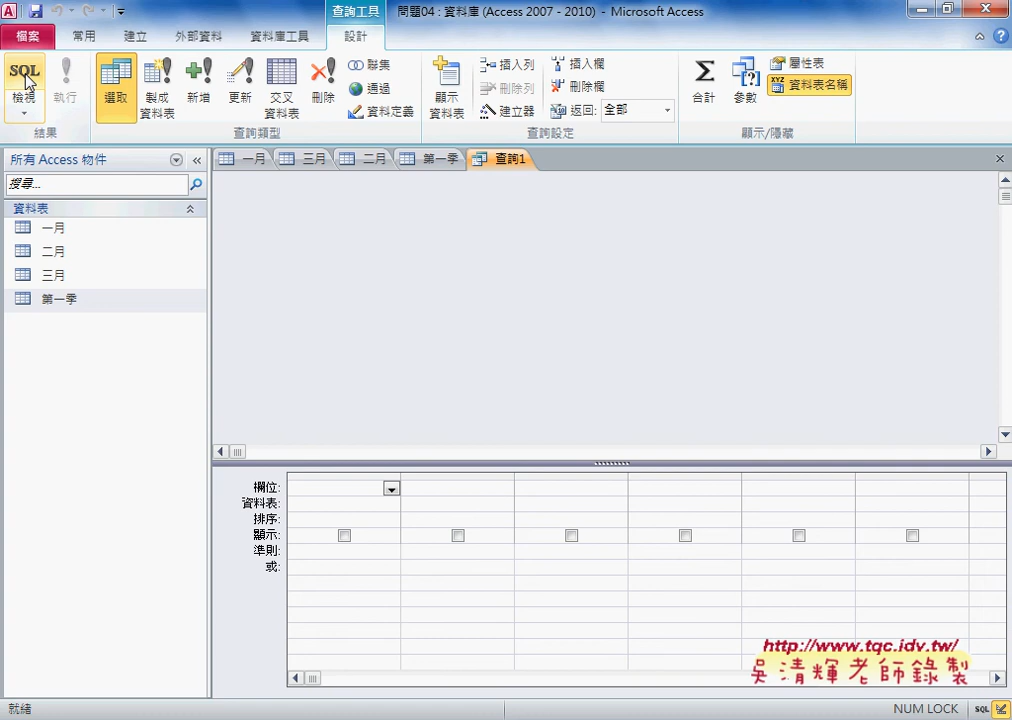 查詢工具
問題04 : 資料庫 (Access 2007 - 2010) - Microsoft Access
檔案 常用 建立 外部資料 資料庫工具 設計
SQL
檢視
執行
結果
選取
製成
資料表
新增
更新
交叉
資料表
刪除
聯集
通過
資料定義
查詢類型
顯示
資料表
插入列
刪除列
建立器
插入欄
刪除欄
返回: 全部
查詢設定
Σ
合計
參數
屬性表
XYZ 資料表名稱
顯示/隱藏
所有 Access 物件
搜尋...
資料表
一月
二月
三月
第一季
一月 三月 二月 第一季 查詢1
欄位:
資料表:
排序:
顯示:
準則:
或:
http://www.tqc.idv.tw/
吳清輝老師錄製
就緒 NUM LOCK SQL